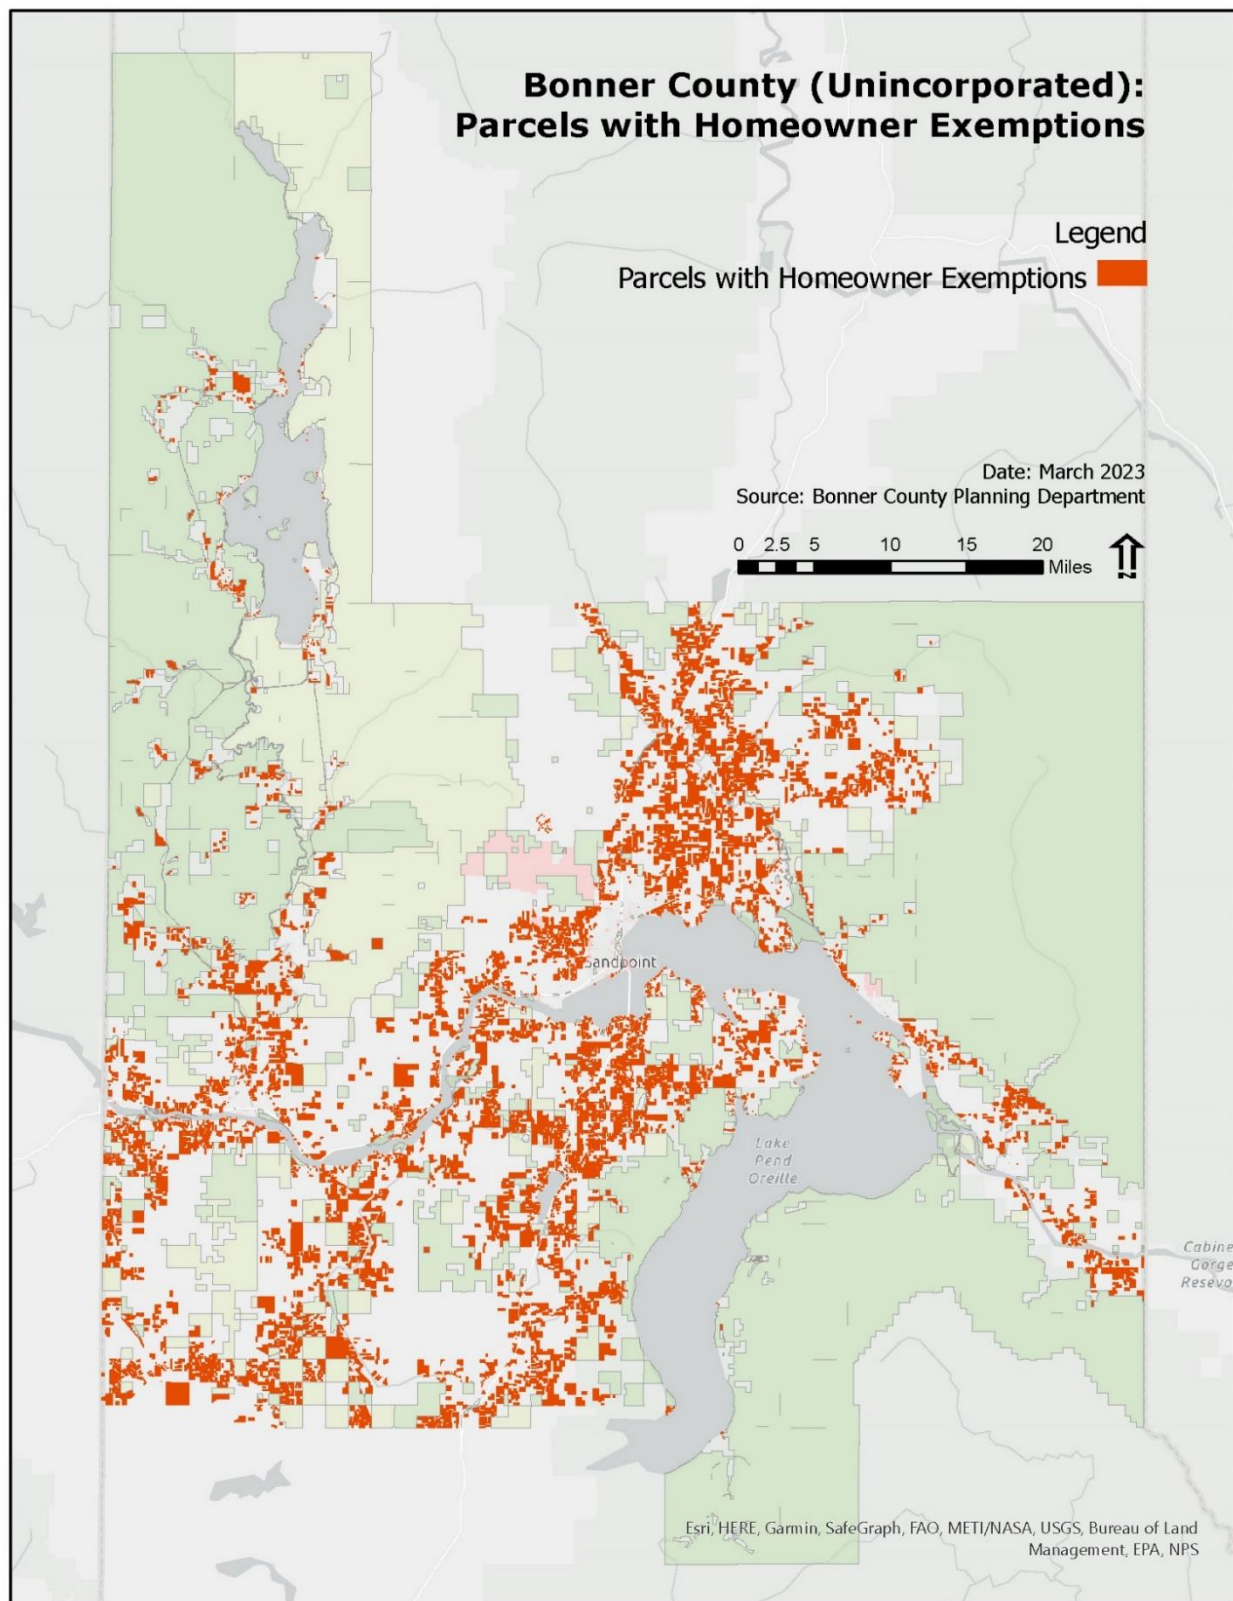 Bonner County (Unincorporated):
Parcels with Homeowner Exemptions
Legend
Parcels with Homeowner Exemptions
Date: March 2023
Source: Bonner County Planning Department
0 2.5 5 10 15 20
Miles
N
Sandpoint
Lake
Pend
Oreille
Cabine
Gorge
Resevo
Esri, HERE, Garmin, SafeGraph, FAO, METI/NASA, USGS, Bureau of Land
Management, EPA, NPS